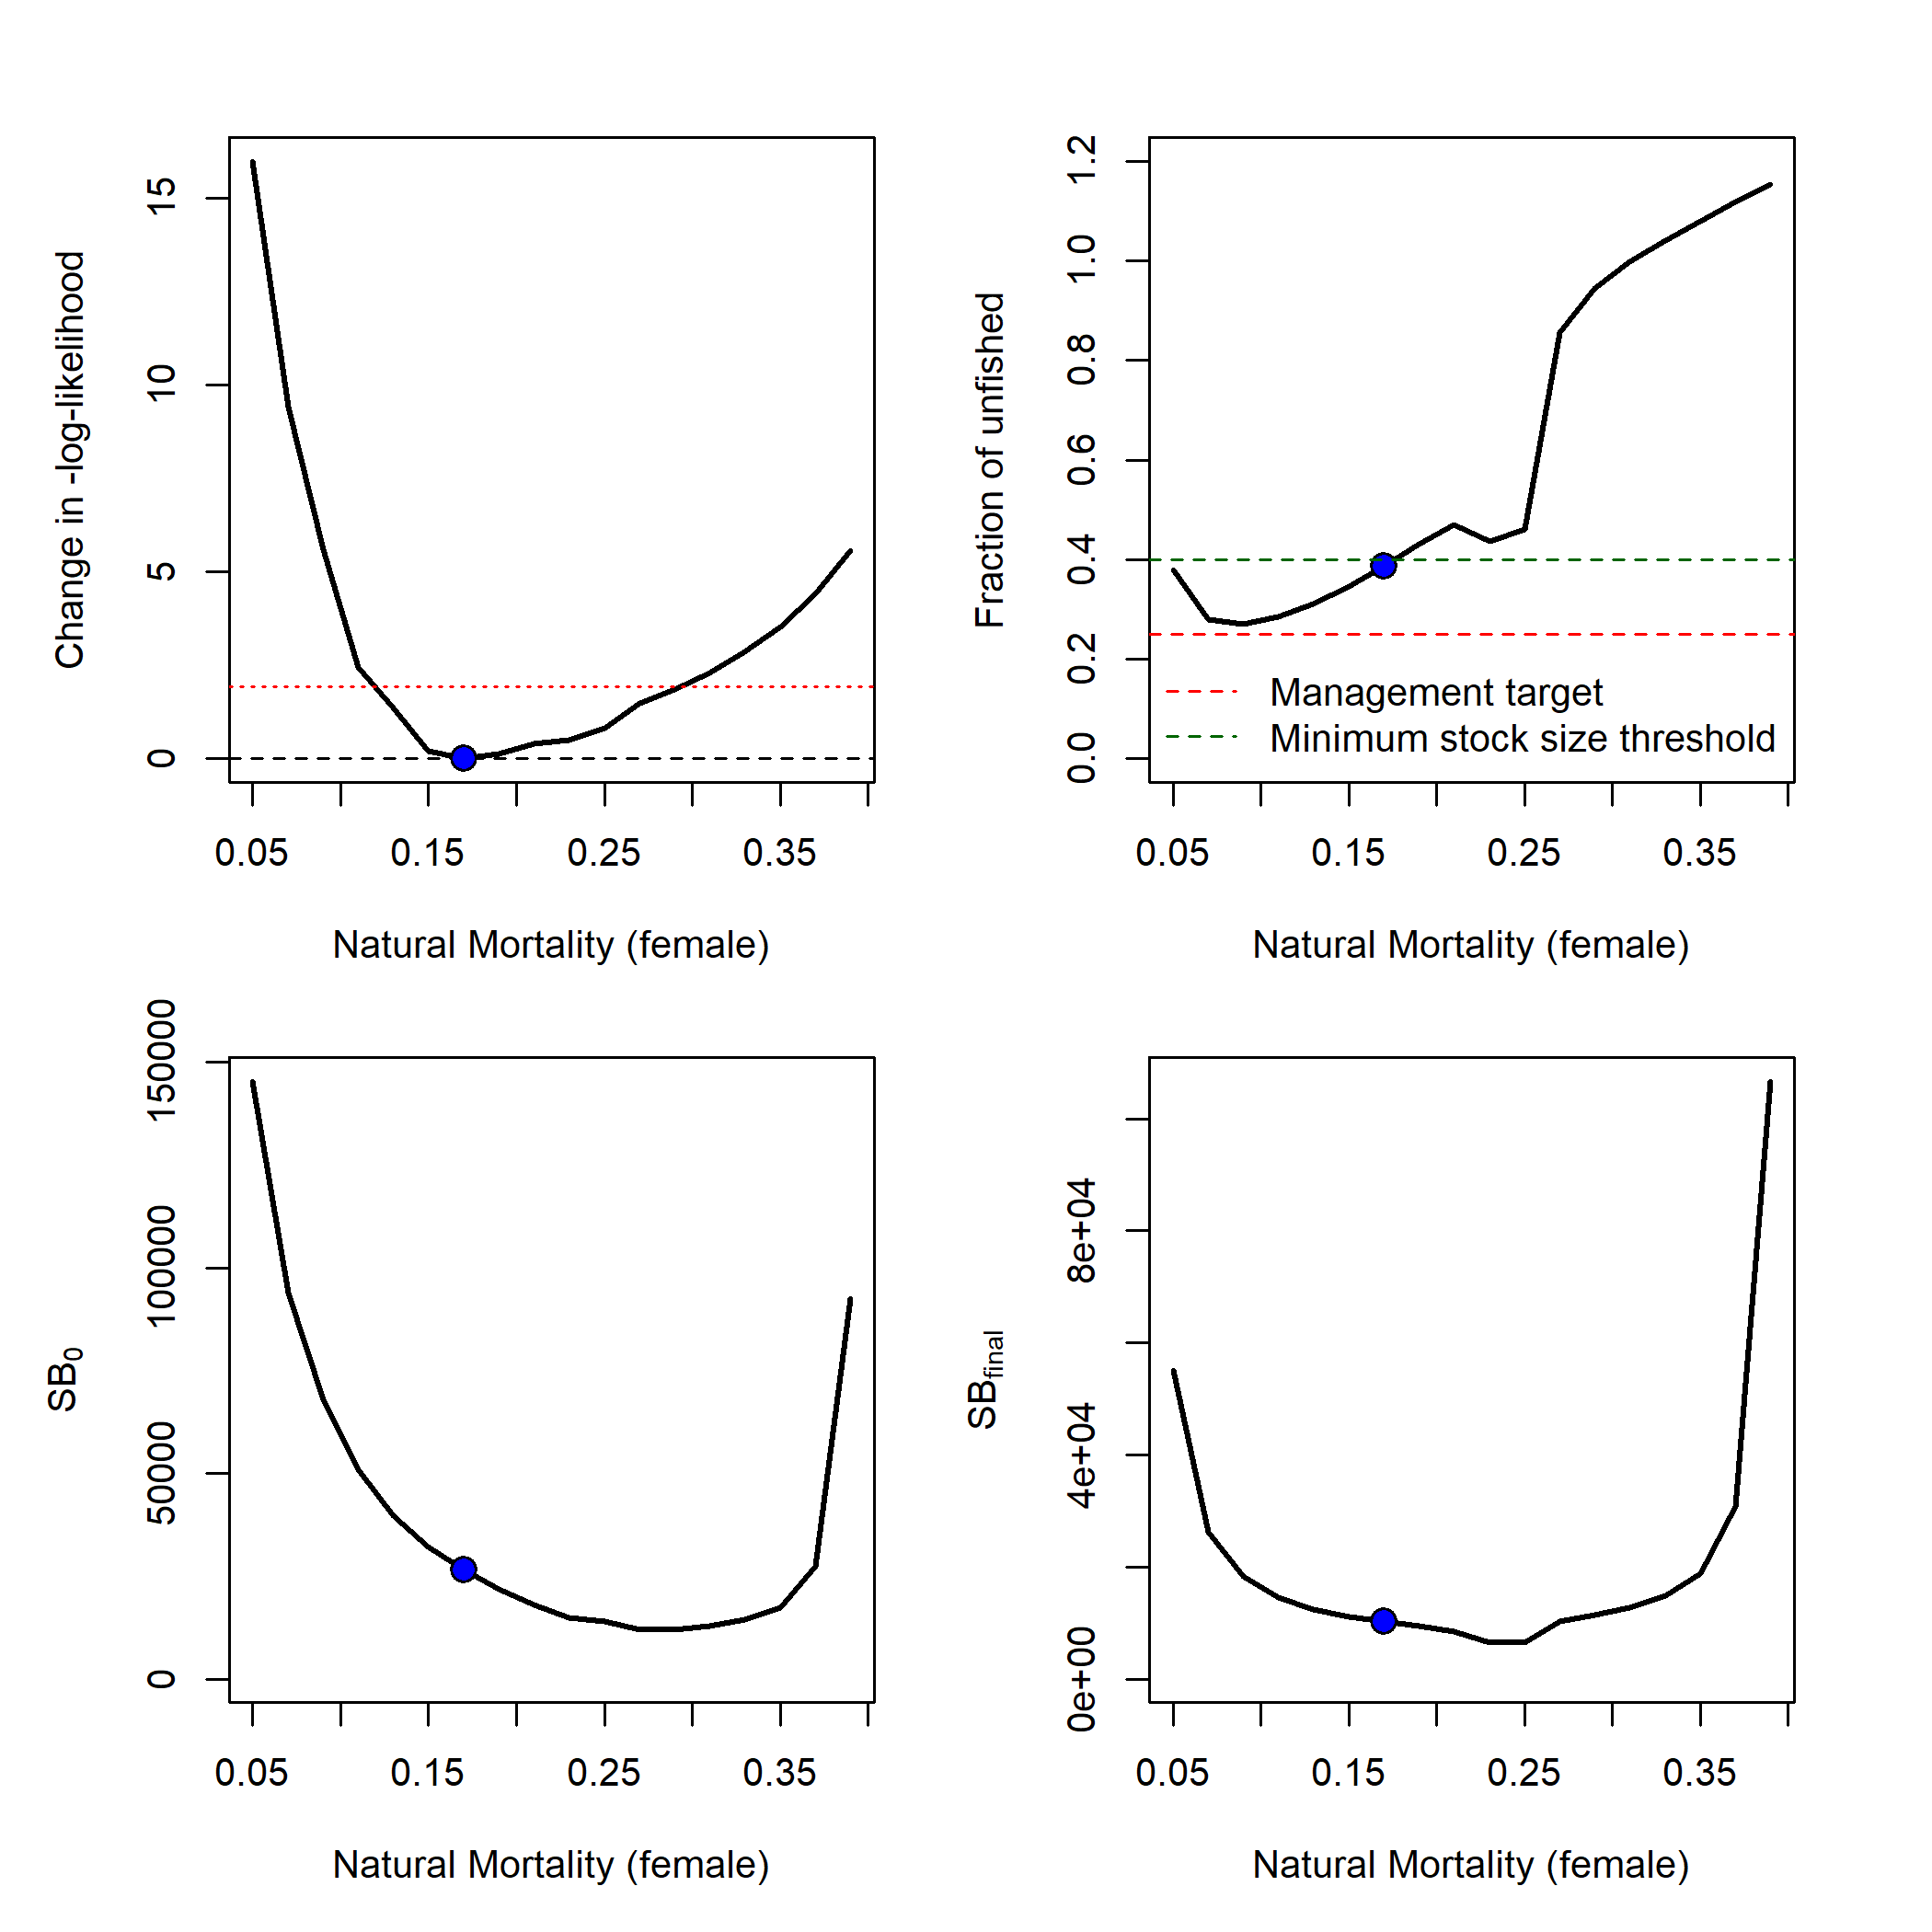 Change in -log-likelihood
15
10
5
0
0.05 0.15 0.25 0.35
Natural Mortality (female)
Fraction of unfished
1.2
1.0
0.8
0.6
0.4
0.2
0.0
Management target
Minimum stock size threshold
0.05 0.15 0.25 0.35
Natural Mortality (female)
SB0
150000
100000
50000
0
0.05 0.15 0.25 0.35
Natural Mortality (female)
SBfinal
8e+04
4e+04
0e+00
0.05 0.15 0.25 0.35
Natural Mortality (female)